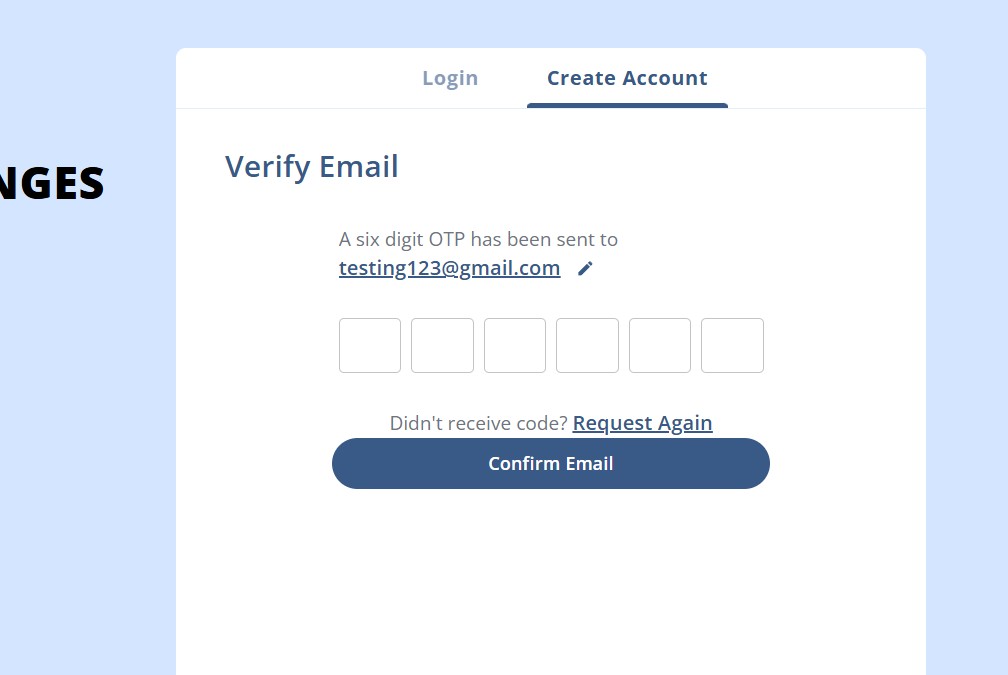 Login Create Account
NGES
Verify Email
A six digit OTP has been sent to
testing123@gmail.com
Didn't receive code? Request Again
Confirm Email